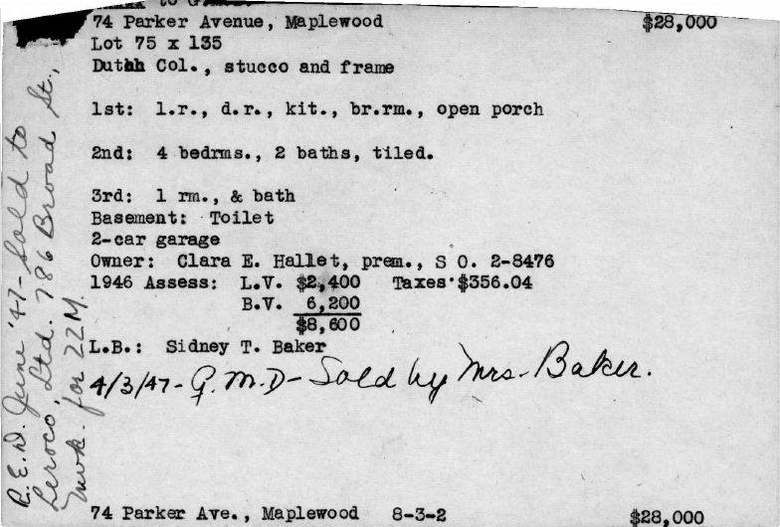 to
74 Parker Avenue, Maplewood $28,000
Lot 75 x 135
Dutch Col., stucco and frame
1st: l.r., d.r., kit., br.rm., open porch
2nd: 4 bedrms., 2 baths, tiled.
3rd: 1 rm., & bath
Basement: Toilet
2-car garage
Owner: Clara E. Hallet, prem., S O. 2-8476
1946 Assess: L.V. $2,400 Taxes $356.04
B.V. 6,200
$8,600
L.B.: Sidney T. Baker
4/3/47 - G.M.D - Sold by Mrs. Baker.
74 Parker Ave., Maplewood 8-3-2 $28,000
R.E.D. June '47 - Sold to
Leroco, Ltd. 786 Broad St.,
Nwk. for 22M.